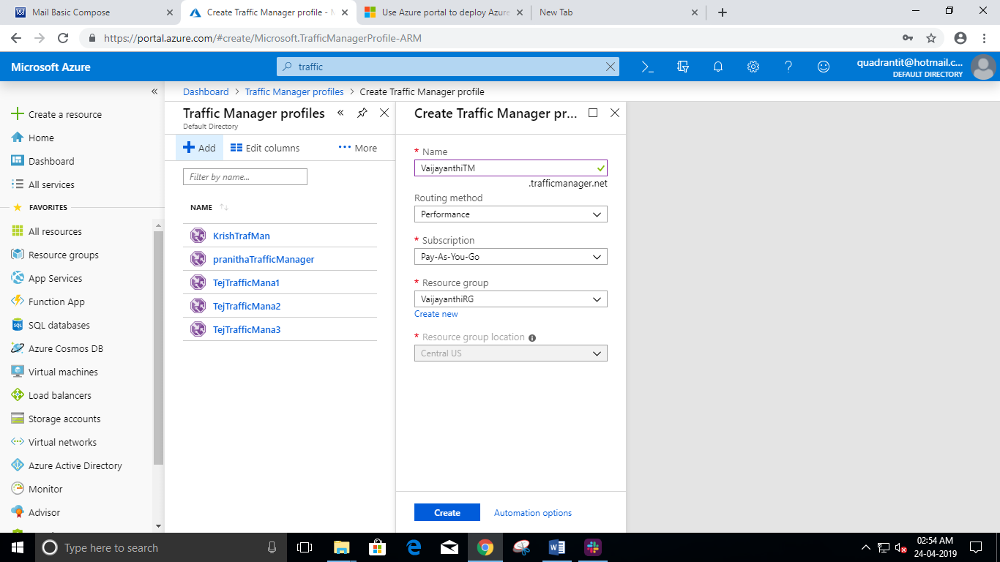 Mail Basic Compose
Create Traffic Manager profile - M
Use Azure portal to deploy Azure
New Tab
https://portal.azure.com/#create/Microsoft.TrafficManagerProfile-ARM
Microsoft Azure
traffic
quadrantit@hotmail.c...
DEFAULT DIRECTORY
Create a resource
Home
Dashboard
All services
FAVORITES
All resources
Resource groups
App Services
Function App
SQL databases
Azure Cosmos DB
Virtual machines
Load balancers
Storage accounts
Virtual networks
Azure Active Directory
Monitor
Advisor
Dashboard > Traffic Manager profiles > Create Traffic Manager profile
Traffic Manager profiles
Default Directory
Add
Edit columns
More
Filter by name...
NAME
KrishTrafMan
pranithaTrafficManager
TejTrafficMana1
TejTrafficMana2
TejTrafficMana3
Create Traffic Manager pr...
* Name
VaijayanthiTM
.trafficmanager.net
Routing method
Performance
* Subscription
Pay-As-You-Go
* Resource group
VaijayanthiRG
Create new
* Resource group location
Central US
Create
Automation options
Type here to search
02:54 AM
24-04-2019